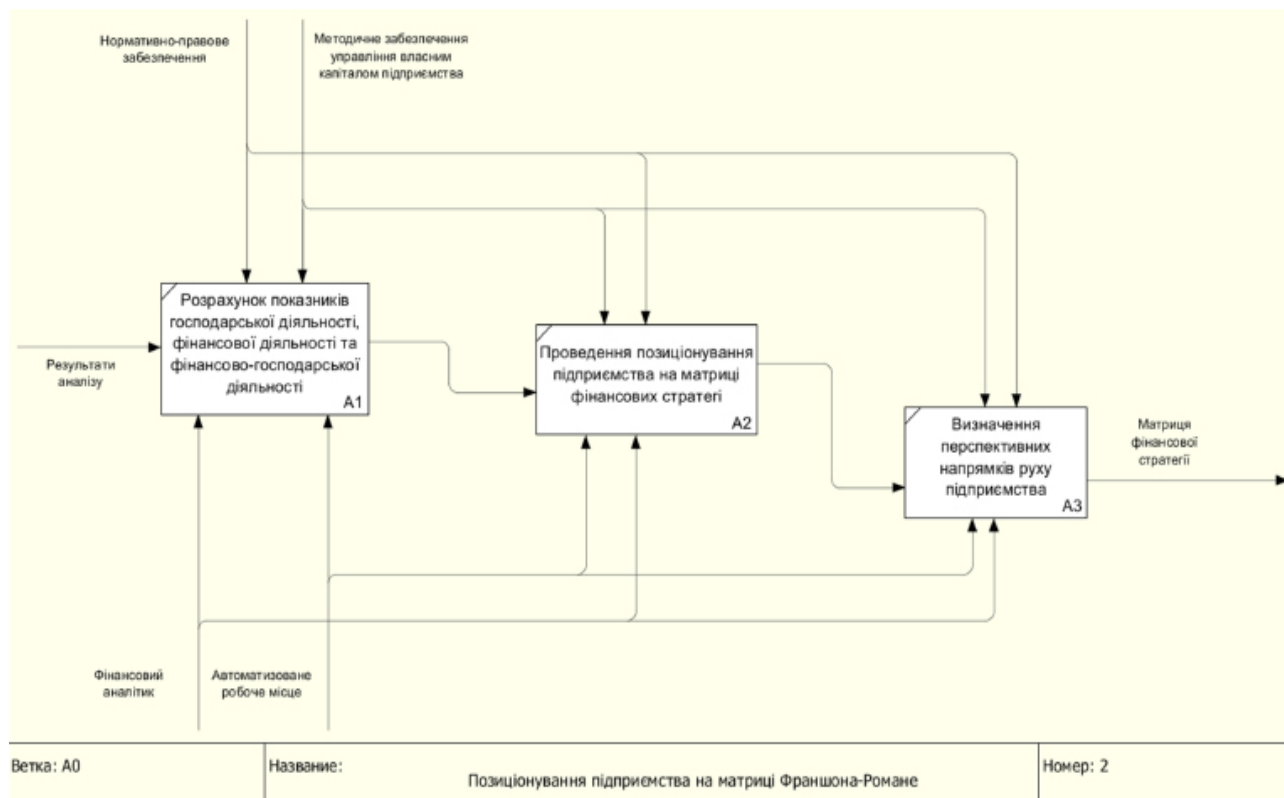 Нормативно-правове
забезпечення
Методичне забезпечення
управління власним
капіталом підприємства
Розрахунок показників
господарської діяльності,
фінансової діяльності та
фінансово-господарської
діяльності
A1
Результати
аналізу
Проведення позиціонування
підприємства на матриці
фінансових стратегі
A2
Визначення
перспективних
напрямків руху
підприємства
A3
Матриця
фінансової
стратегії
Фінансовий
аналітик
Автоматизоване
робоче місце
Ветка: A0
Название:
Позиціонування підприємства на матриці Франшона-Романе
Номер: 2